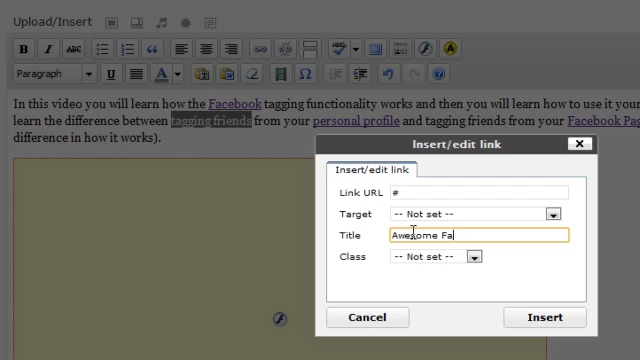 Upload/Insert
B I ABC
Paragraph U A
In this video you will learn how the Facebook tagging functionality works and then you will learn how to use it your
learn the difference between tagging friends from your personal profile and tagging friends from your Facebook Pag
difference in how it works).
Insert/edit link
Insert/edit link
Link URL #
Target -- Not set --
Title Awesome Fa
Class -- Not set --
Cancel Insert